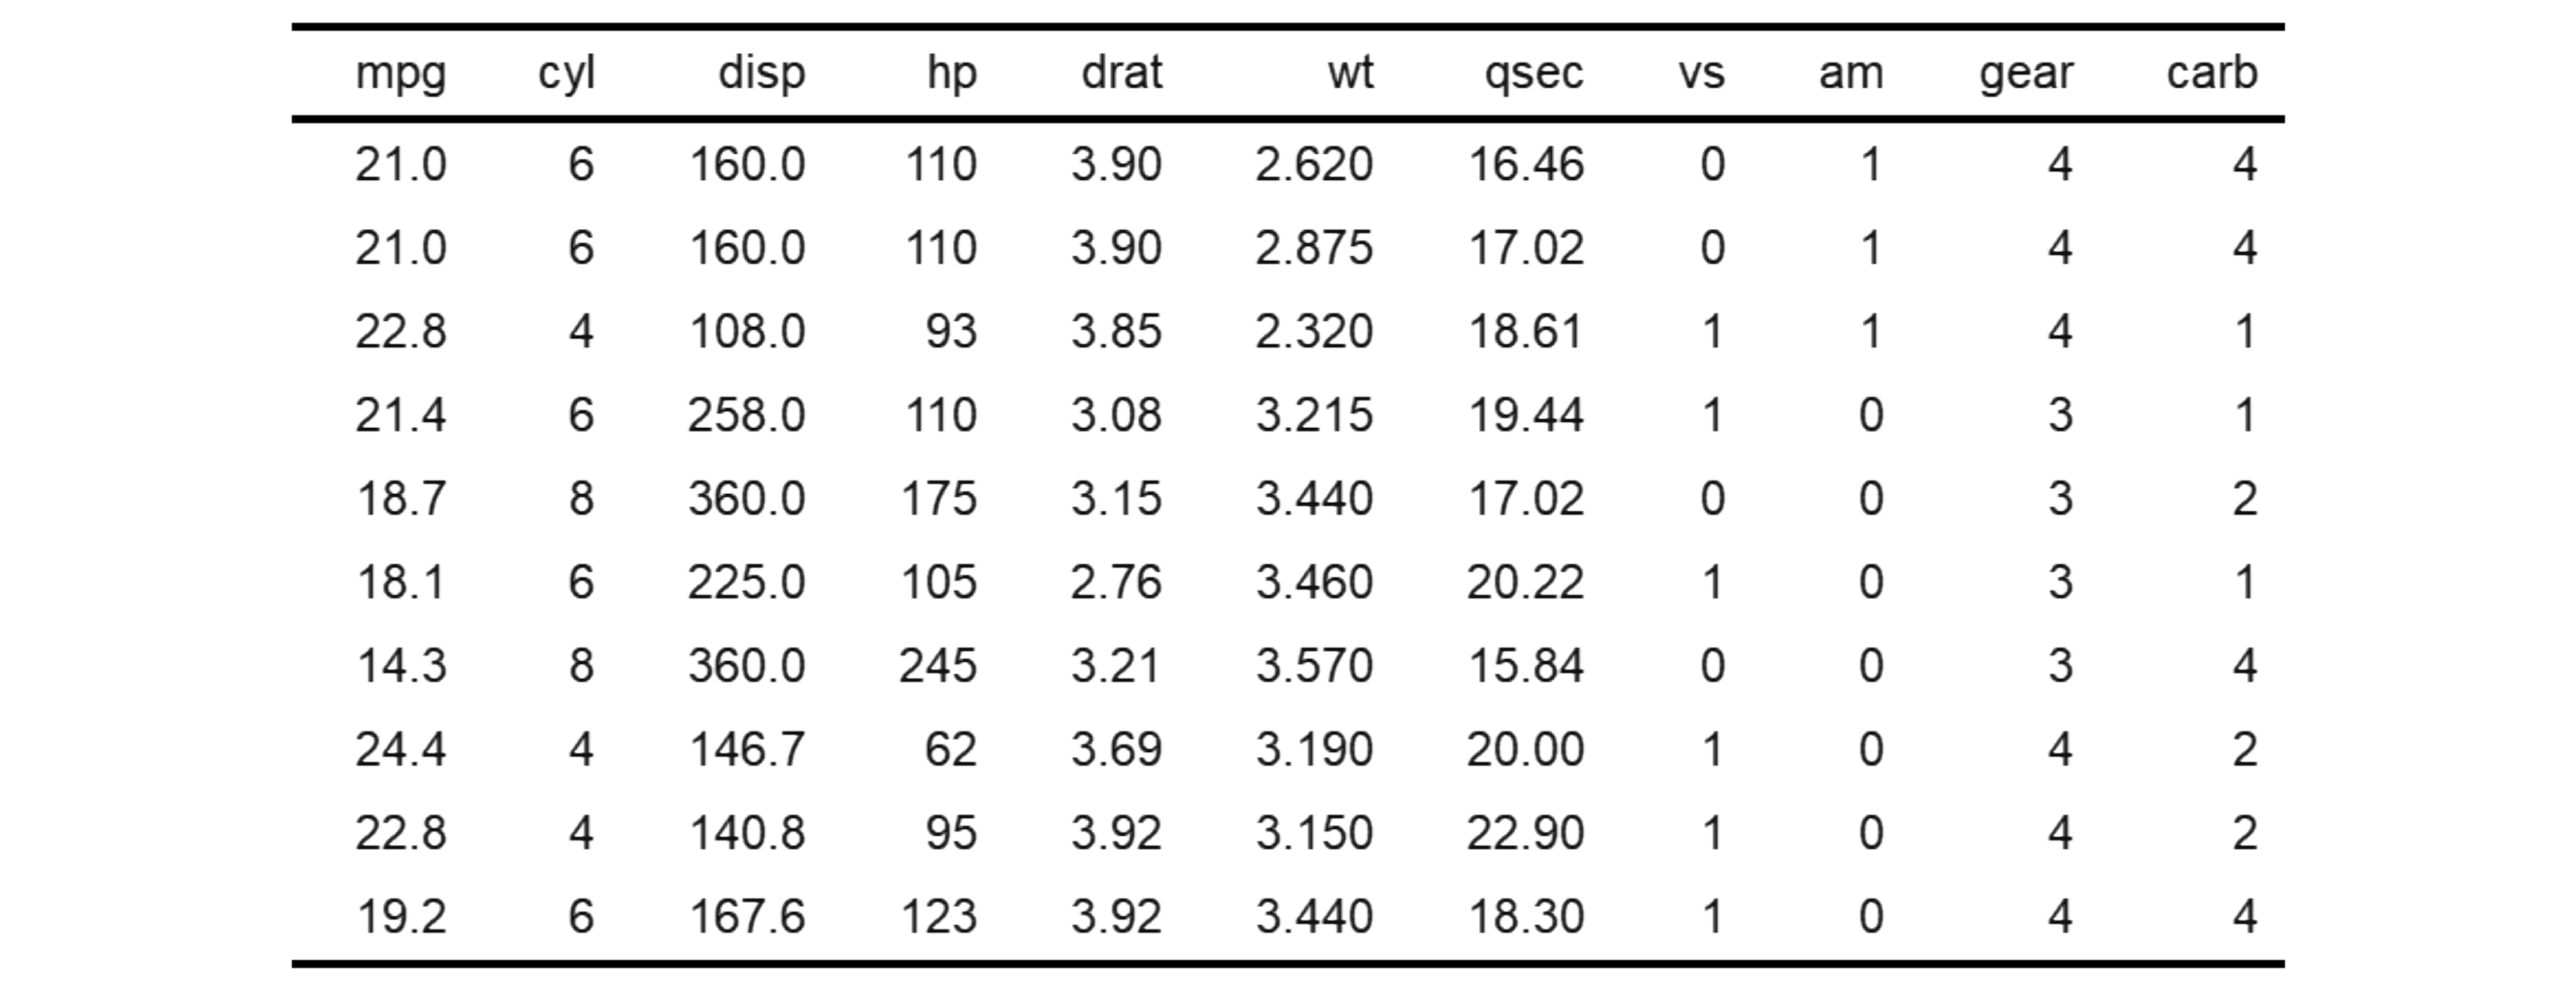 mpg cyl disp hp drat wt qsec vs am gear carb
21.0 6 160.0 110 3.90 2.620 16.46 0 1 4 4
21.0 6 160.0 110 3.90 2.875 17.02 0 1 4 4
22.8 4 108.0 93 3.85 2.320 18.61 1 1 4 1
21.4 6 258.0 110 3.08 3.215 19.44 1 0 3 1
18.7 8 360.0 175 3.15 3.440 17.02 0 0 3 2
18.1 6 225.0 105 2.76 3.460 20.22 1 0 3 1
14.3 8 360.0 245 3.21 3.570 15.84 0 0 3 4
24.4 4 146.7 62 3.69 3.190 20.00 1 0 4 2
22.8 4 140.8 95 3.92 3.150 22.90 1 0 4 2
19.2 6 167.6 123 3.92 3.440 18.30 1 0 4 4